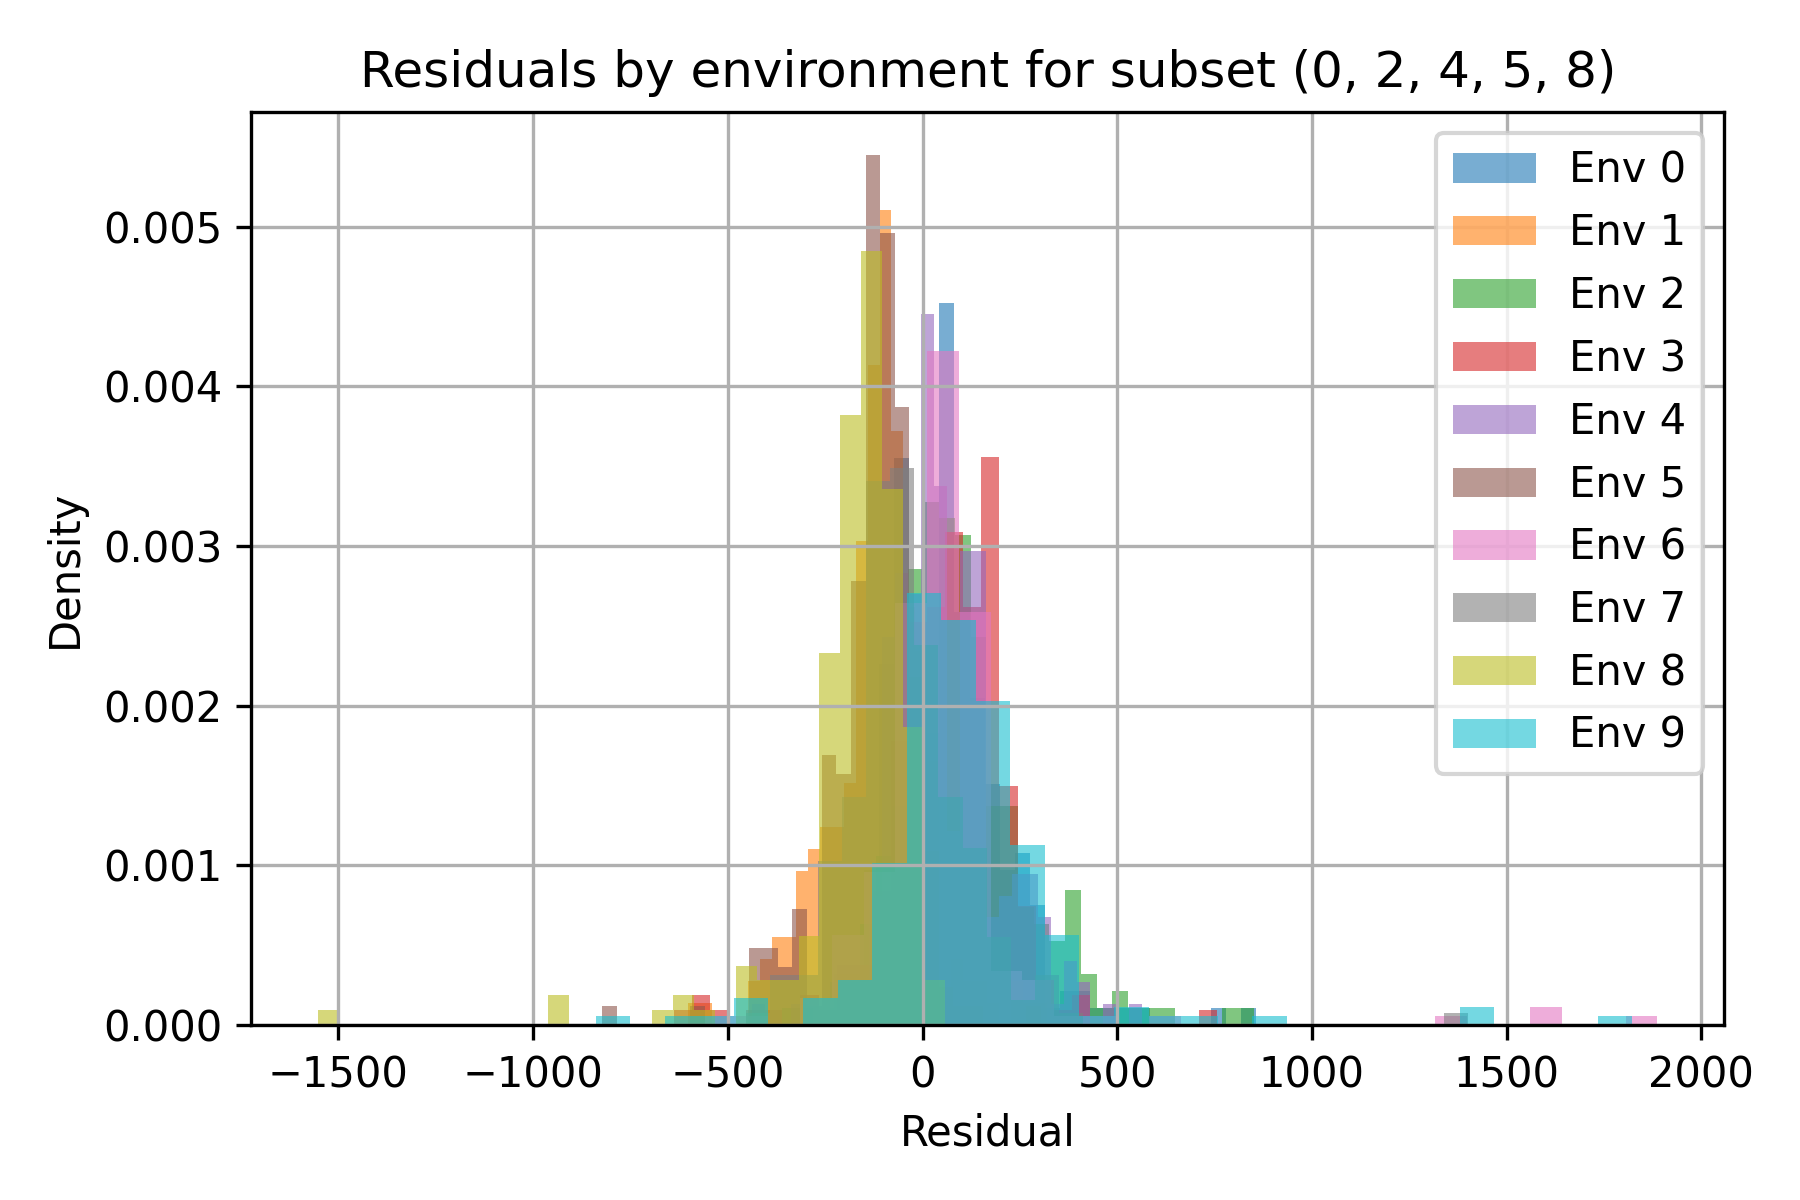 Residuals by environment for subset (0, 2, 4, 5, 8)
Density
0.005
0.004
0.003
0.002
0.001
0.000
−1500 −1000 −500 0 500 1000 1500 2000
Residual
Env 0
Env 1
Env 2
Env 3
Env 4
Env 5
Env 6
Env 7
Env 8
Env 9